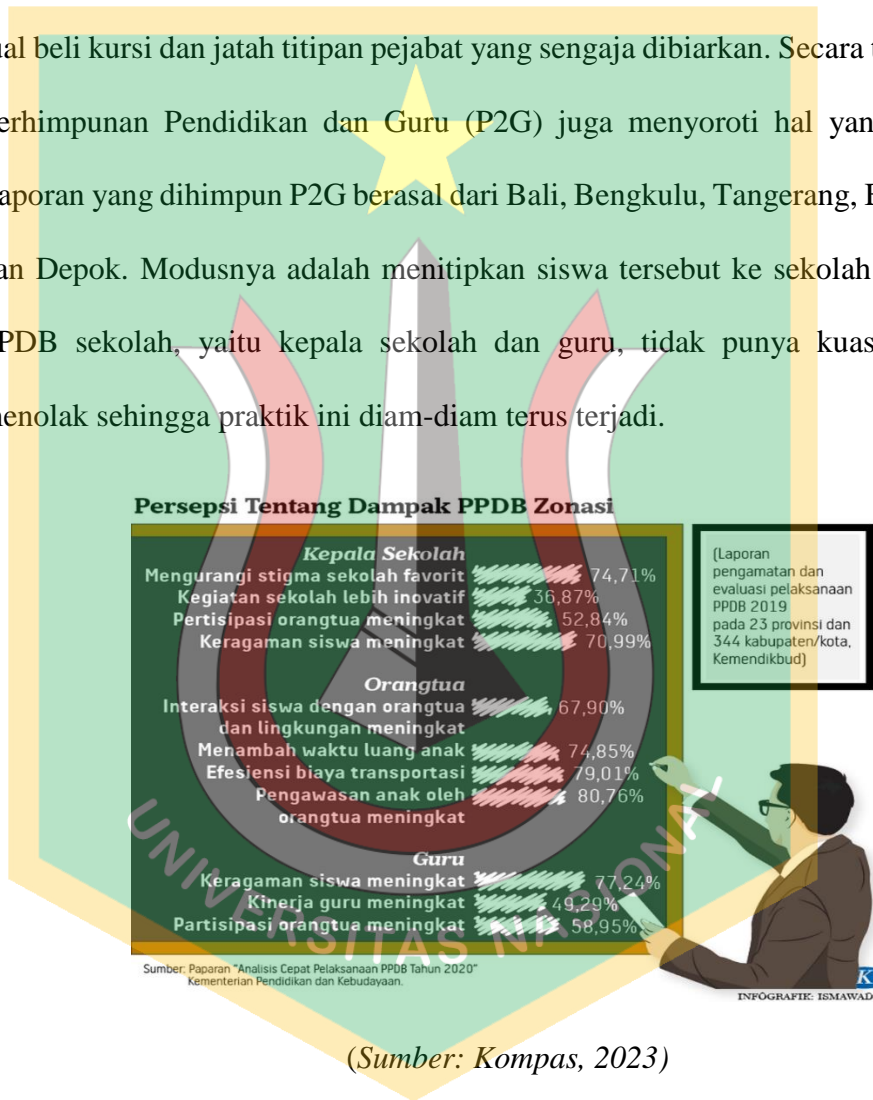 ual beli kursi dan jatah titipan pejabat yang sengaja dibiarkan. Secara
erhimpunan Pendidikan dan Guru (P2G) juga menyoroti hal yan
aporan yang dihimpun P2G berasal dari Bali, Bengkulu, Tangerang,
an Depok. Modusnya adalah menitipkan siswa tersebut ke sekolah
PDB sekolah, yaitu kepala sekolah dan guru, tidak punya kuas
enolak sehingga praktik ini diam-diam terus terjadi.
Persepsi Tentang Dampak PPDB Zonasi
Kepala Sekolah
Mengurangi stigma sekolah favorit 74,71%
Kegiatan sekolah lebih inovatif 36,87%
Pertisipasi orangtua meningkat 52,84%
Keragaman siswa meningkat 70,99%
Orangtua
Interaksi siswa dengan orangtua 67,90%
dan lingkungan meningkat
Menambah waktu luang anak 74,85%
Efesiensi biaya transportasi 79,01%
Pengawasan anak oleh 80,76%
orangtua meningkat
Guru
Keragaman siswa meningkat 77,24%
Kinerja guru meningkat 49,29%
Partisipasi orangtua meningkat 58,95%
(Laporan
pengamatan dan
evaluasi pelaksanaan
PPDB 2019
pada 23 provinsi dan
344 kabupaten/kota,
Kemendikbud)
UNIVERSITAS NASIONAL
Sumber: Paparan "Analisis Cepat Pelaksanaan PPDB Tahun 2020"
Kementerian Pendidikan dan Kebudayaan.
K
INFOGRAFIK: ISMAWAD
(Sumber: Kompas, 2023)